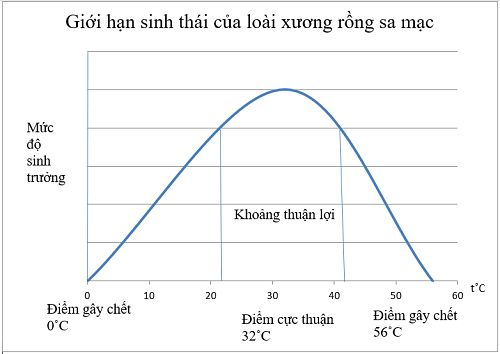 Giới hạn sinh thái của loài xương rồng sa mạc
Mức
độ
sinh
trưởng
Khoảng thuận lợi
t˚C
0
10
20
30
40
50
60
Điểm gây chết
0˚C
Điểm cực thuận
32˚C
Điểm gây chết
56˚C